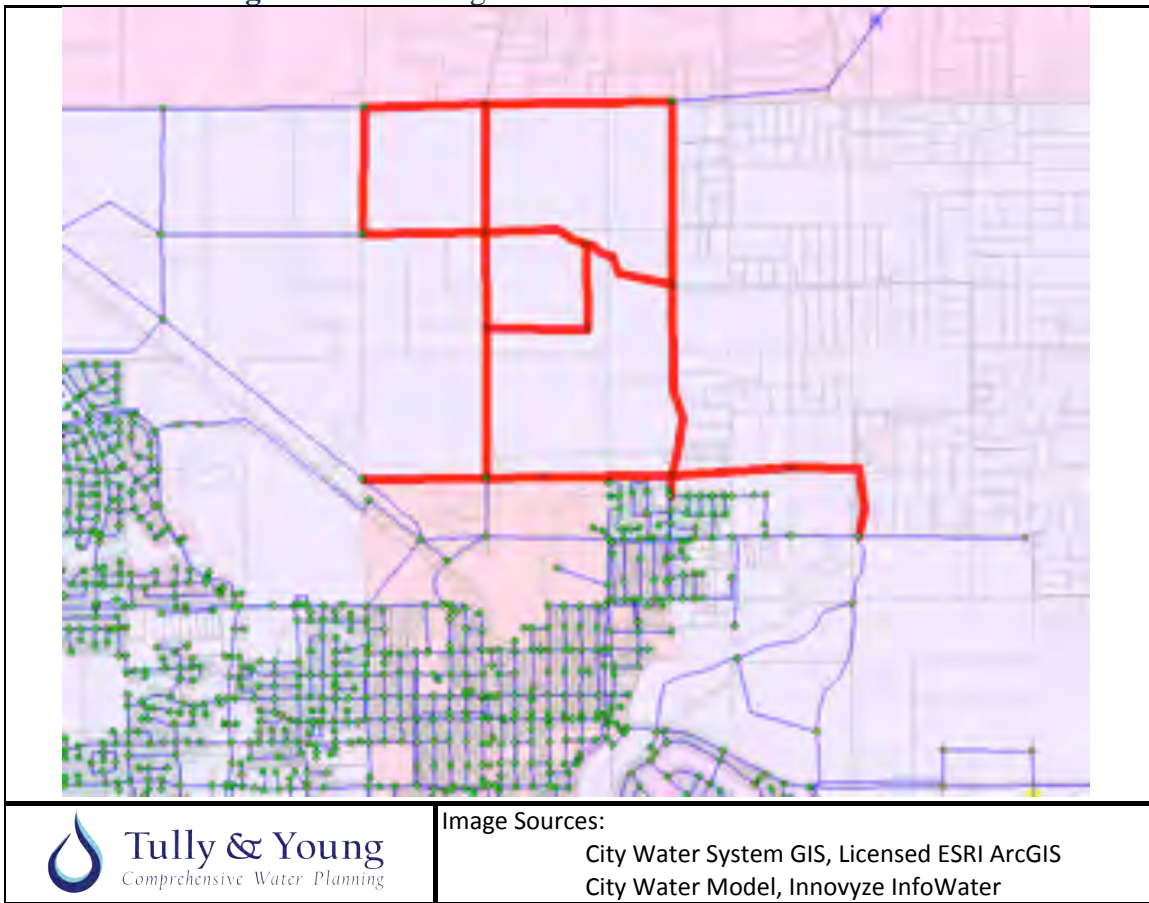 Tully & Young
Comprehensive Water Planning
Image Sources:
City Water System GIS, Licensed ESRI ArcGIS
City Water Model, Innovyze InfoWater